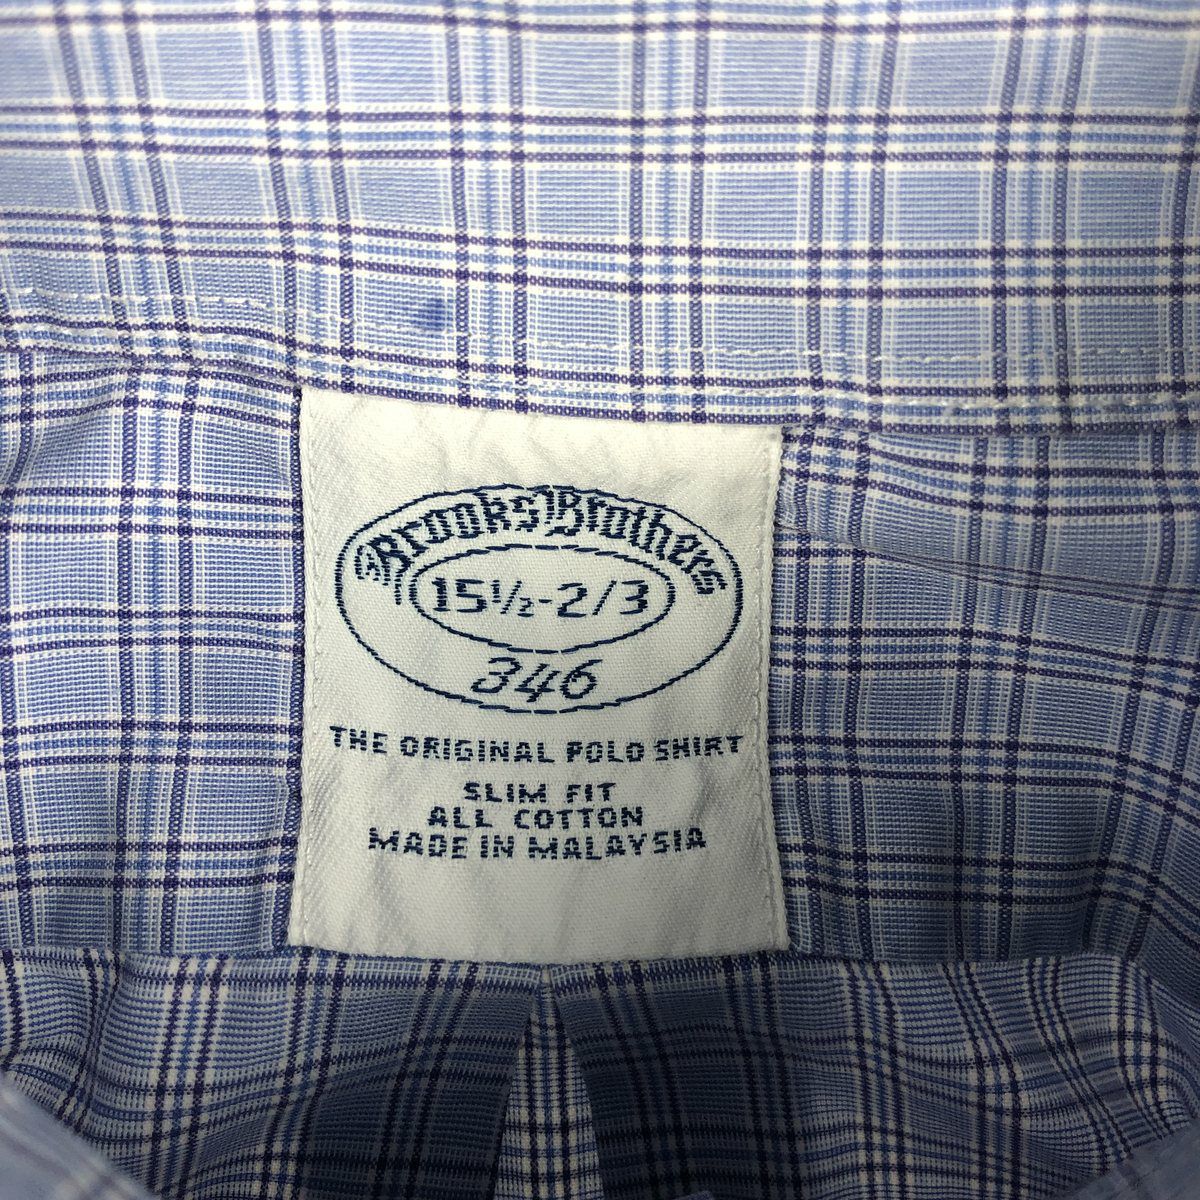 Brooks Brothers
15½-2/3
346
THE ORIGINAL POLO SHIRT
SLIM FIT
ALL COTTON
MADE IN MALAYSIA